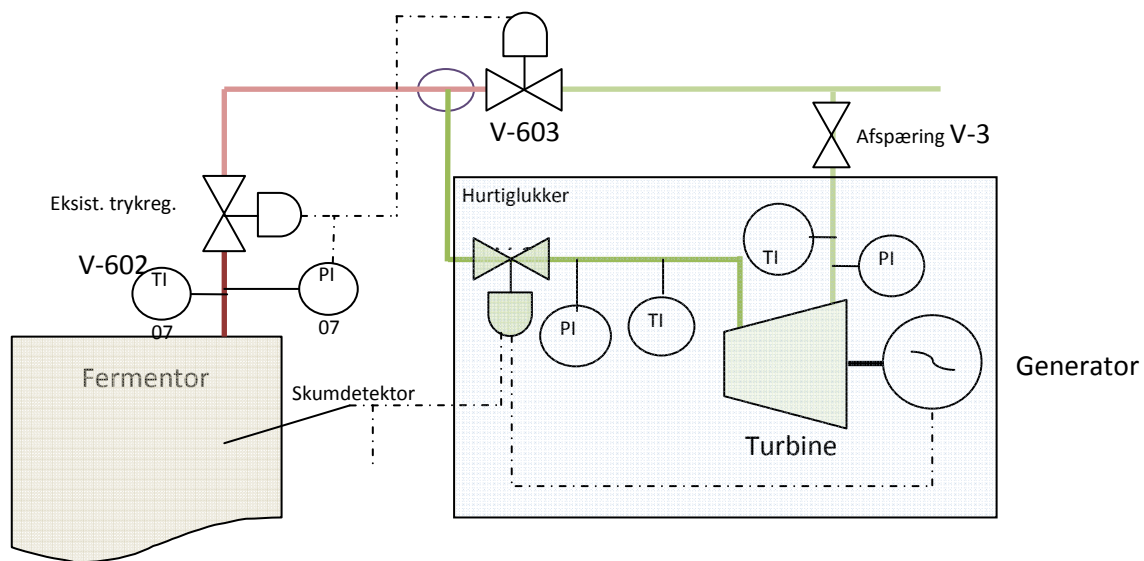 V-603
Afspæring V-3
Eksist. trykreg.
Hurtiglukker
V-602
TI
07
PI
07
TI
PI
PI
TI
Fermentor
Skumdetektor
Generator
Turbine